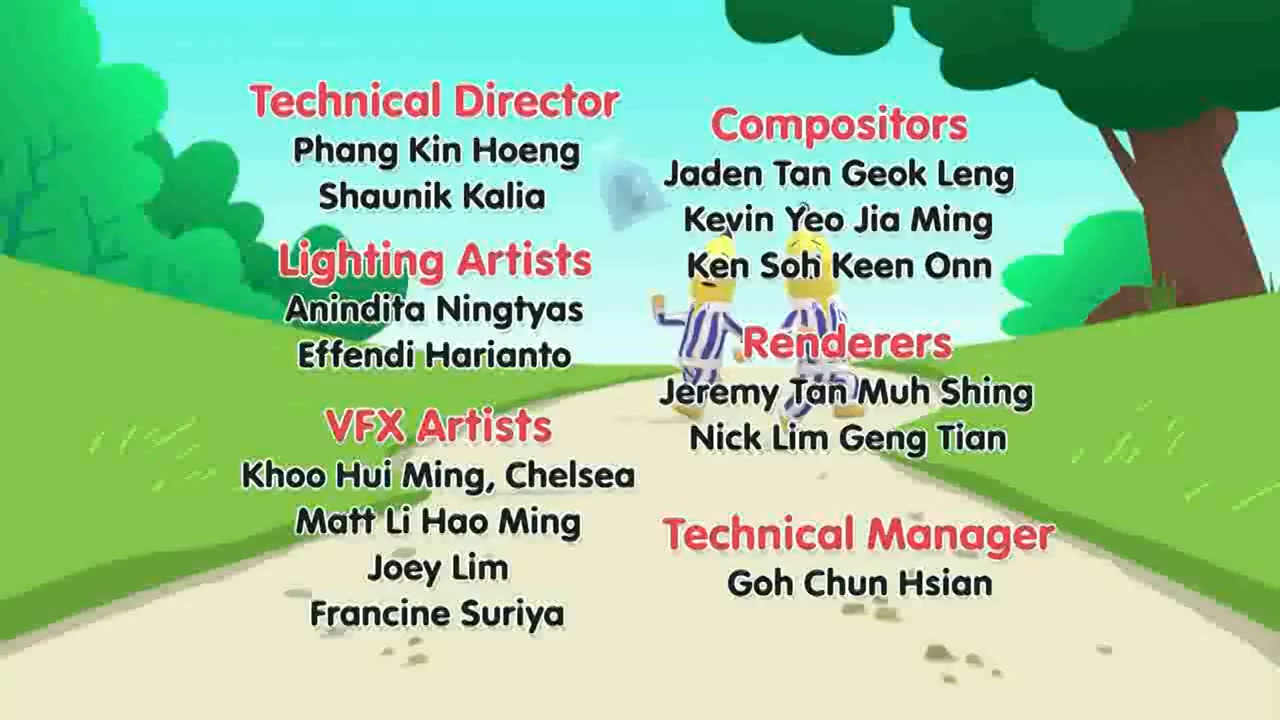 Technical Director
Phang Kin Hoeng
Shaunik Kalia
Lighting Artists
Anindita Ningtyas
Effendi Harianto
VFX Artists
Khoo Hui Ming, Chelsea
Matt Li Hao Ming
Joey Lim
Francine Suriya
Compositors
Jaden Tan Geok Leng
Kevin Yeo Jia Ming
Ken Soh Keen Onn
Renderers
Jeremy Tan Muh Shing
Nick Lim Geng Tian
Technical Manager
Goh Chun Hsian